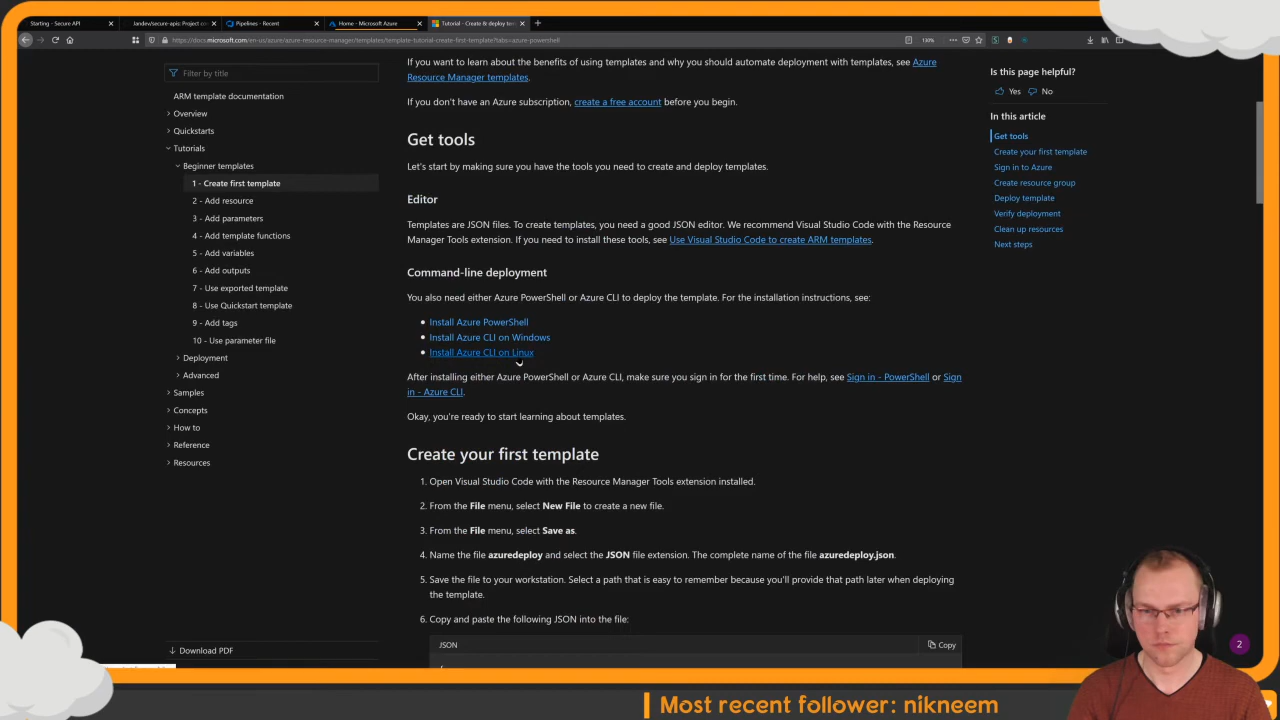 Starting - Secure API
Jandev/secure-apis: Project co
Pipelines - Recent
Home - Microsoft Azure
Tutorial - Create & deploy tem
https://docs.microsoft.com/en-us/azure/azure-resource-manager/templates/template-tutorial-create-first-template?tabs=azure-powershell
130%
Filter by title
ARM template documentation
Overview
Quickstarts
Tutorials
Beginner templates
1 - Create first template
2 - Add resource
3 - Add parameters
4 - Add template functions
5 - Add variables
6 - Add outputs
7 - Use exported template
8 - Use Quickstart template
9 - Add tags
10 - Use parameter file
Deployment
Advanced
Samples
Concepts
How to
Reference
Resources
Download PDF
If you want to learn about the benefits of using templates and why you should automate deployment with templates, see Azure
Resource Manager templates.
If you don't have an Azure subscription, create a free account before you begin.
Get tools
Let's start by making sure you have the tools you need to create and deploy templates.
Editor
Templates are JSON files. To create templates, you need a good JSON editor. We recommend Visual Studio Code with the Resource
Manager Tools extension. If you need to install these tools, see Use Visual Studio Code to create ARM templates.
Command-line deployment
You also need either Azure PowerShell or Azure CLI to deploy the template. For the installation instructions, see:
Install Azure PowerShell
Install Azure CLI on Windows
Install Azure CLI on Linux
After installing either Azure PowerShell or Azure CLI, make sure you sign in for the first time. For help, see Sign in - PowerShell or Sign
in - Azure CLI.
Okay, you're ready to start learning about templates.
Create your first template
1. Open Visual Studio Code with the Resource Manager Tools extension installed.
2. From the File menu, select New File to create a new file.
3. From the File menu, select Save as.
4. Name the file azuredeploy and select the JSON file extension. The complete name of the file azuredeploy.json.
5. Save the file to your workstation. Select a path that is easy to remember because you'll provide that path later when deploying
the template.
6. Copy and paste the following JSON into the file:
JSON
Copy
Is this page helpful?
Yes No
In this article
Get tools
Create your first template
Sign in to Azure
Create resource group
Deploy template
Verify deployment
Clean up resources
Next steps
2
Most recent follower: nikneem